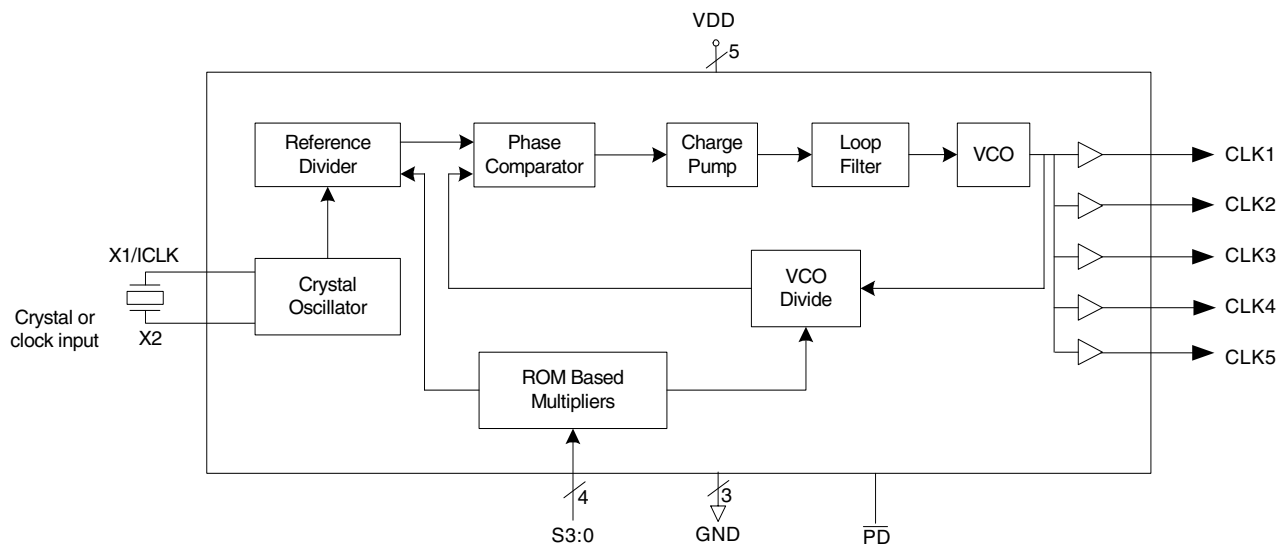 VDD
5
Reference
Divider
Phase
Comparator
Charge
Pump
Loop
Filter
VCO
CLK1
CLK2
CLK3
CLK4
CLK5
X1/ICLK
Crystal or
clock input
X2
Crystal
Oscillator
VCO
Divide
ROM Based
Multipliers
4
S3:0
3
GND
PD